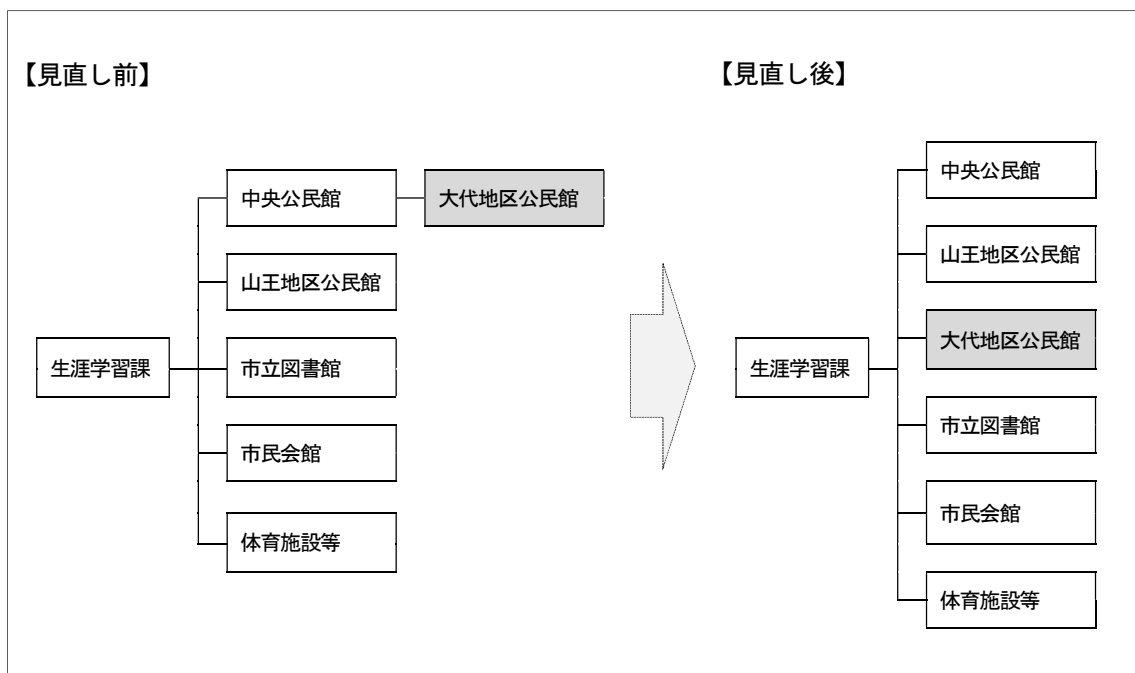 【見直し前】
中央公民館
大代地区公民館
山王地区公民館
生涯学習課
市立図書館
市民会館
体育施設等
【見直し後】
中央公民館
山王地区公民館
大代地区公民館
生涯学習課
市立図書館
市民会館
体育施設等